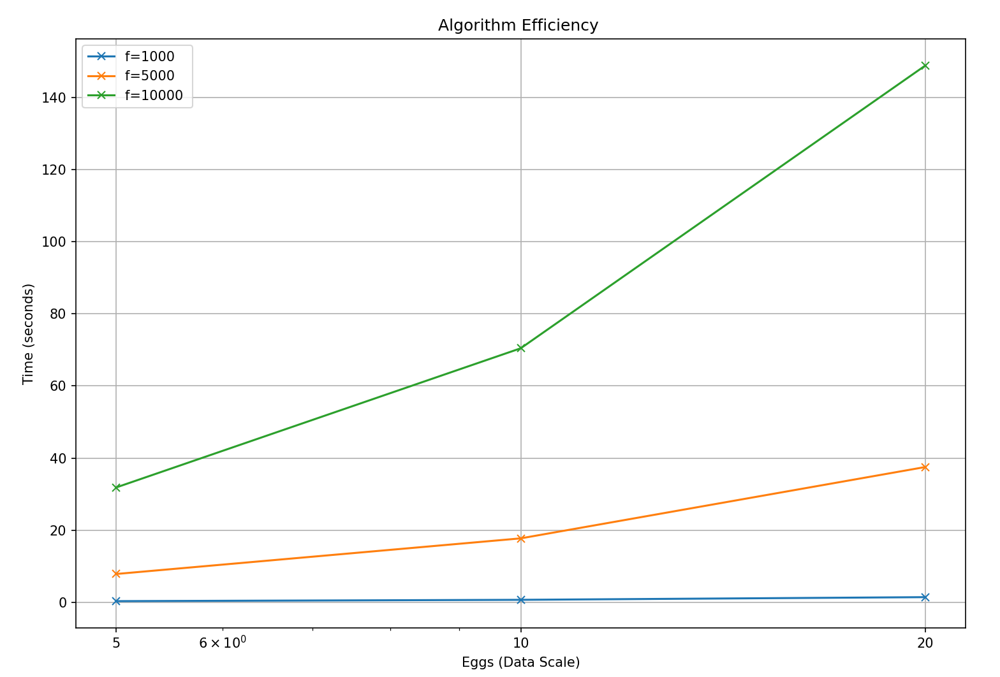 Algorithm Efficiency
f=1000
f=5000
f=10000
140
120
100
80
60
40
20
0
Time (seconds)
5
6 × 10⁰
10
20
Eggs (Data Scale)